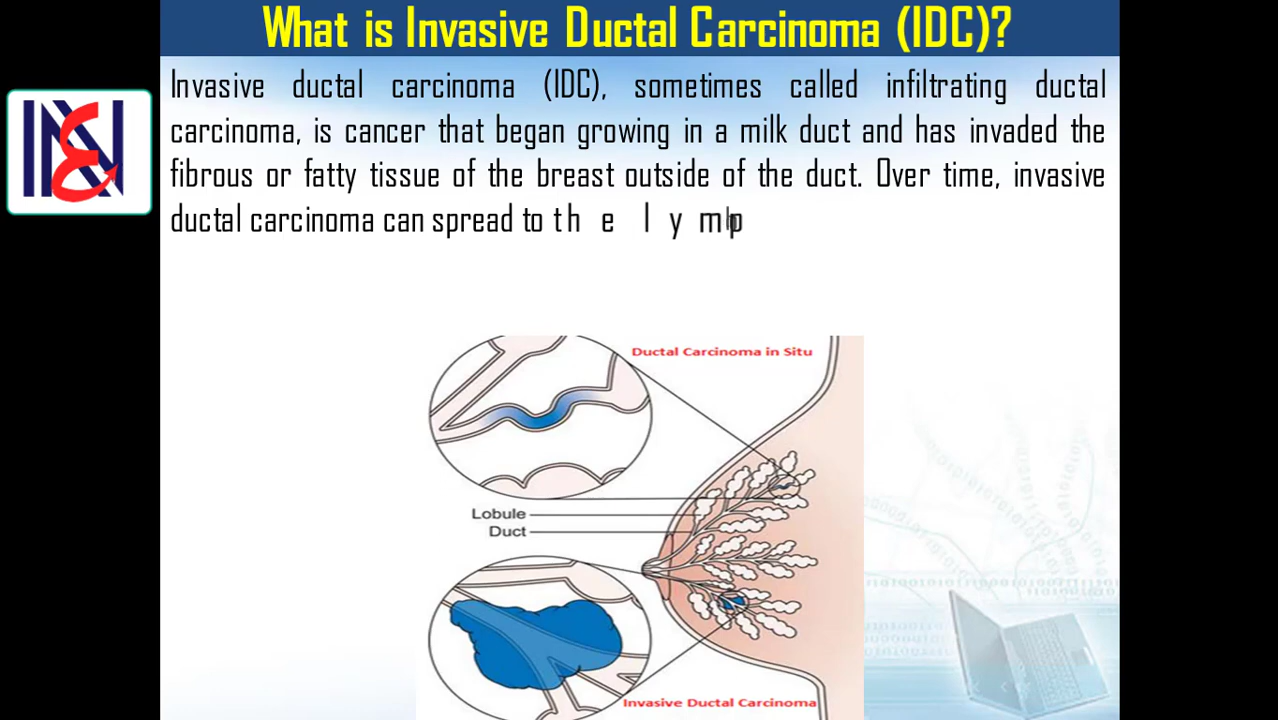 What is Invasive Ductal Carcinoma (IDC)?
Invasive ductal carcinoma (IDC), sometimes called infiltrating ductal
carcinoma, is cancer that began growing in a milk duct and has invaded the
fibrous or fatty tissue of the breast outside of the duct. Over time, invasive
ductal carcinoma can spread to the lymp
Ductal Carcinoma in Situ
Lobule
Duct
Invasive Ductal Carcinoma